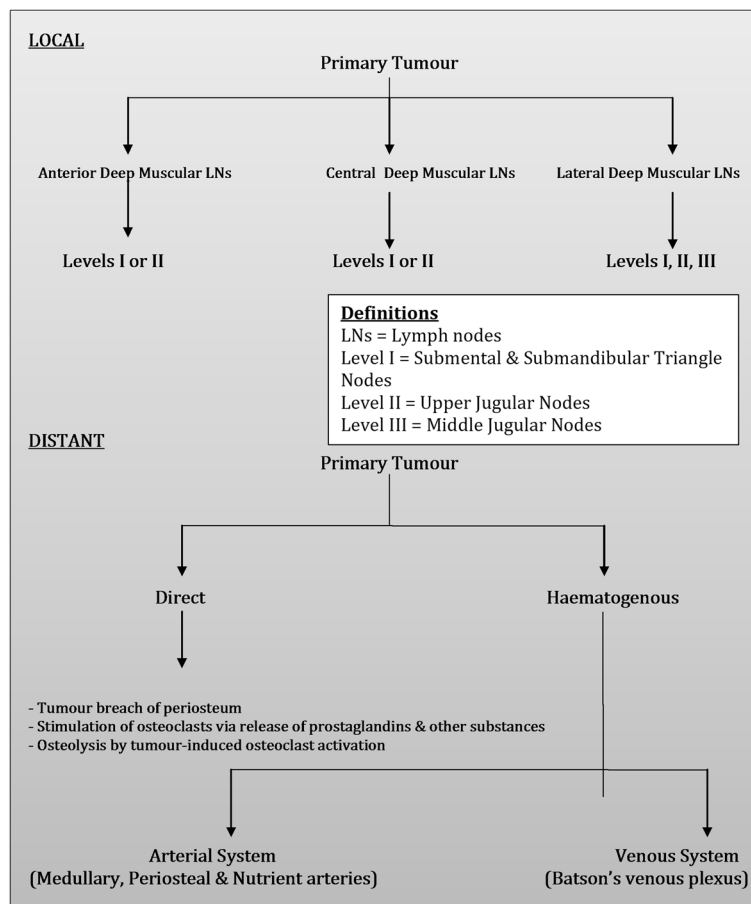 LOCAL
Primary Tumour
Anterior Deep Muscular LNs
Central Deep Muscular LNs
Lateral Deep Muscular LNs
Levels I or II
Levels I or II
Levels I, II, III
Definitions
LNs = Lymph nodes
Level I = Submental & Submandibular Triangle
Nodes
Level II = Upper Jugular Nodes
Level III = Middle Jugular Nodes
DISTANT
Primary Tumour
Direct
Haematogenous
- Tumour breach of periosteum
- Stimulation of osteoclasts via release of prostaglandins & other substances
- Osteolysis by tumour-induced osteoclast activation
Arterial System
(Medullary, Periosteal & Nutrient arteries)
Venous System
(Batson's venous plexus)